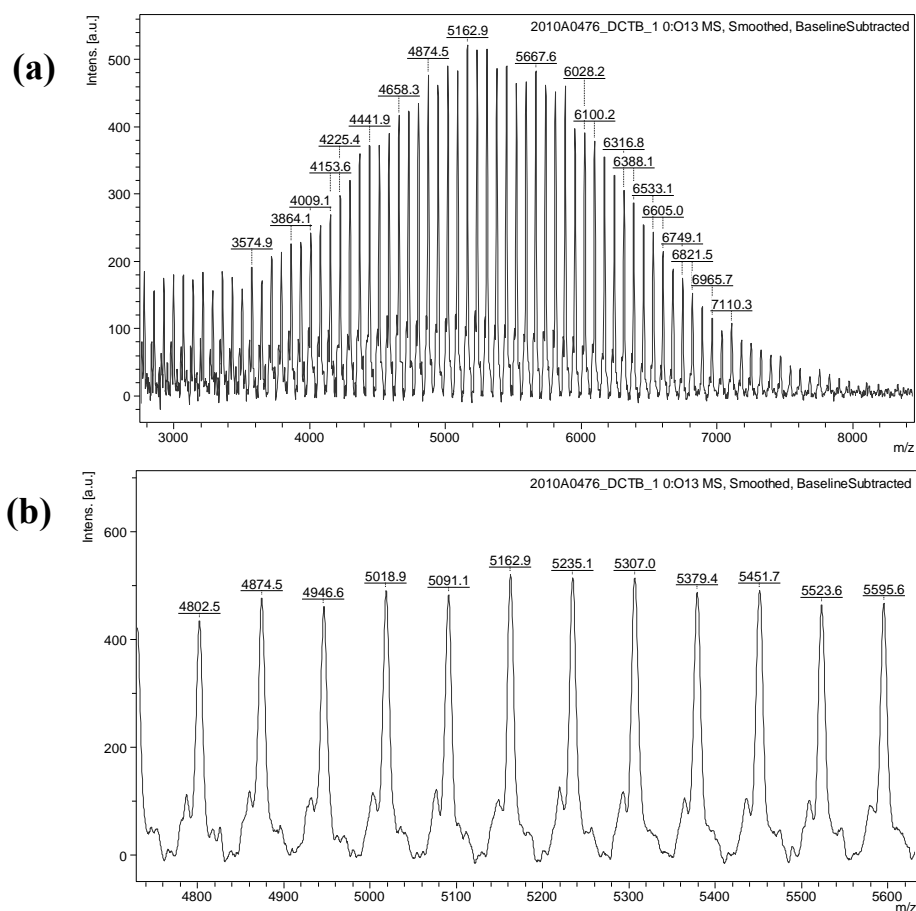 (a)
2010A0476_DCTB_1 0:O13 MS, Smoothed, BaselineSubtracted
Intens. [a.u.]
500
400
300
200
100
0
3574.9
3864.1
4009.1
4153.6
4225.4
4441.9
4658.3
4874.5
5162.9
5667.6
6028.2
6100.2
6316.8
6388.1
6533.1
6605.0
6749.1
6821.5
6965.7
7110.3
3000 4000 5000 6000 7000 8000
m/z
(b)
2010A0476_DCTB_1 0:O13 MS, Smoothed, BaselineSubtracted
Intens. [a.u.]
600
400
200
0
4802.5 4874.5 4946.6 5018.9 5091.1 5162.9 5235.1 5307.0 5379.4 5451.7 5523.6 5595.6
4800 4900 5000 5100 5200 5300 5400 5500 5600
m/z